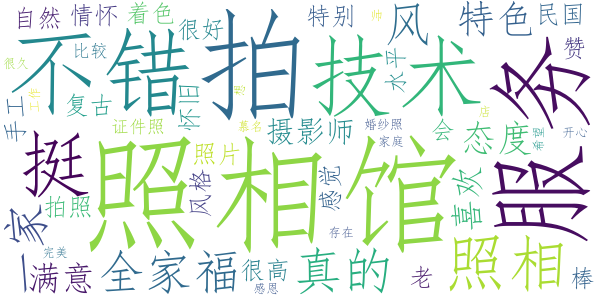 自然
情怀
着色
很好
特别
风
特色
民国
帅
比较
很久
不错
拍
技术
水平
赞
服务
手工
工作
复古
怀旧
证件照
慕名
摄影师
婚纱照
家庭
会
态度
店
希望
开心
挺
照相馆
照片
风格
感觉
喜欢
一家
拍照
完美
满意
全家福
很高
感恩
真的
存在
老
照相
棒